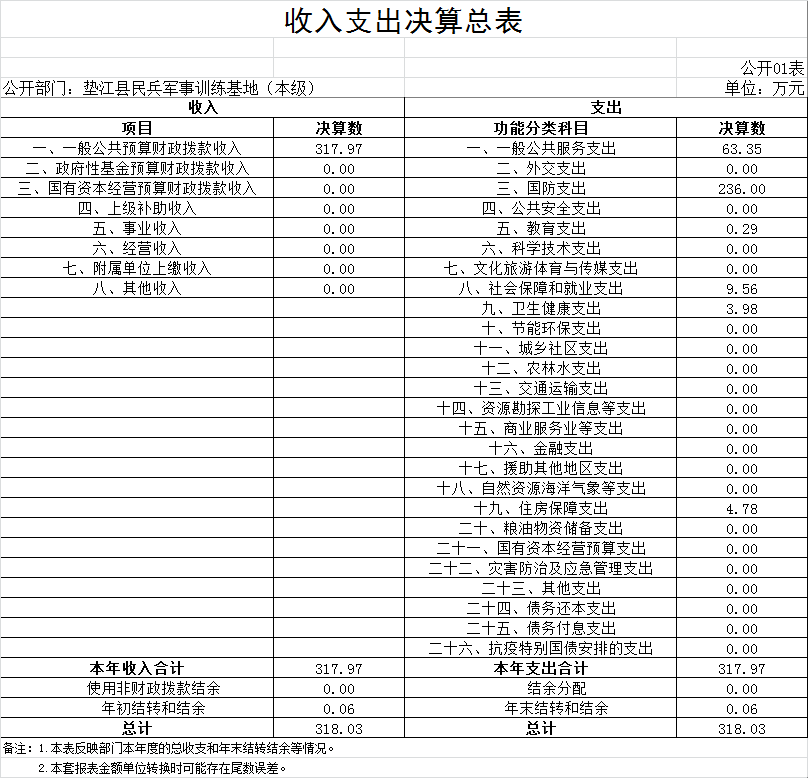 收入支出决算总表
公开01表
公开部门：垫江县民兵军事训练基地（本级） 单位：万元
收入 支出
项目 决算数 功能分类科目 决算数
一、一般公共预算财政拨款收入 317.97 一、一般公共服务支出 63.35
二、政府性基金预算财政拨款收入 0.00 二、外交支出 0.00
三、国有资本经营预算财政拨款收入 0.00 三、国防支出 236.00
四、上级补助收入 0.00 四、公共安全支出 0.00
五、事业收入 0.00 五、教育支出 0.29
六、经营收入 0.00 六、科学技术支出 0.00
七、附属单位上缴收入 0.00 七、文化旅游体育与传媒支出 0.00
八、其他收入 0.00 八、社会保障和就业支出 9.56
九、卫生健康支出 3.98
十、节能环保支出 0.00
十一、城乡社区支出 0.00
十二、农林水支出 0.00
十三、交通运输支出 0.00
十四、资源勘探工业信息等支出 0.00
十五、商业服务业等支出 0.00
十六、金融支出 0.00
十七、援助其他地区支出 0.00
十八、自然资源海洋气象等支出 0.00
十九、住房保障支出 4.78
二十、粮油物资储备支出 0.00
二十一、国有资本经营预算支出 0.00
二十二、灾害防治及应急管理支出 0.00
二十三、其他支出 0.00
二十四、债务还本支出 0.00
二十五、债务付息支出 0.00
二十六、抗疫特别国债安排的支出 0.00
本年收入合计 317.97 本年支出合计 317.97
使用非财政拨款结余 0.00 结余分配 0.00
年初结转和结余 0.06 年末结转和结余 0.06
总计 318.03 总计 318.03
备注：1.本表反映部门本年度的总收支和年末结转结余等情况。
2.本套报表金额单位转换时可能存在尾数误差。